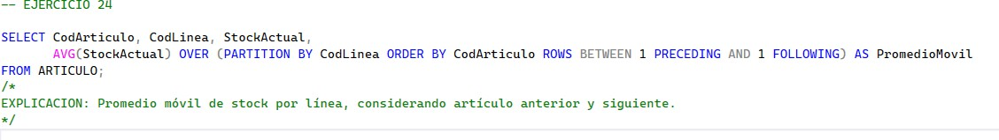 -- EJERCICIO 24
SELECT CodArticulo, CodLinea, StockActual,
AVG(StockActual) OVER (PARTITION BY CodLinea ORDER BY CodArticulo ROWS BETWEEN 1 PRECEDING AND 1 FOLLOWING) AS PromedioMovil
FROM ARTICULO;
/*
EXPLICACION: Promedio móvil de stock por línea, considerando artículo anterior y siguiente.
*/